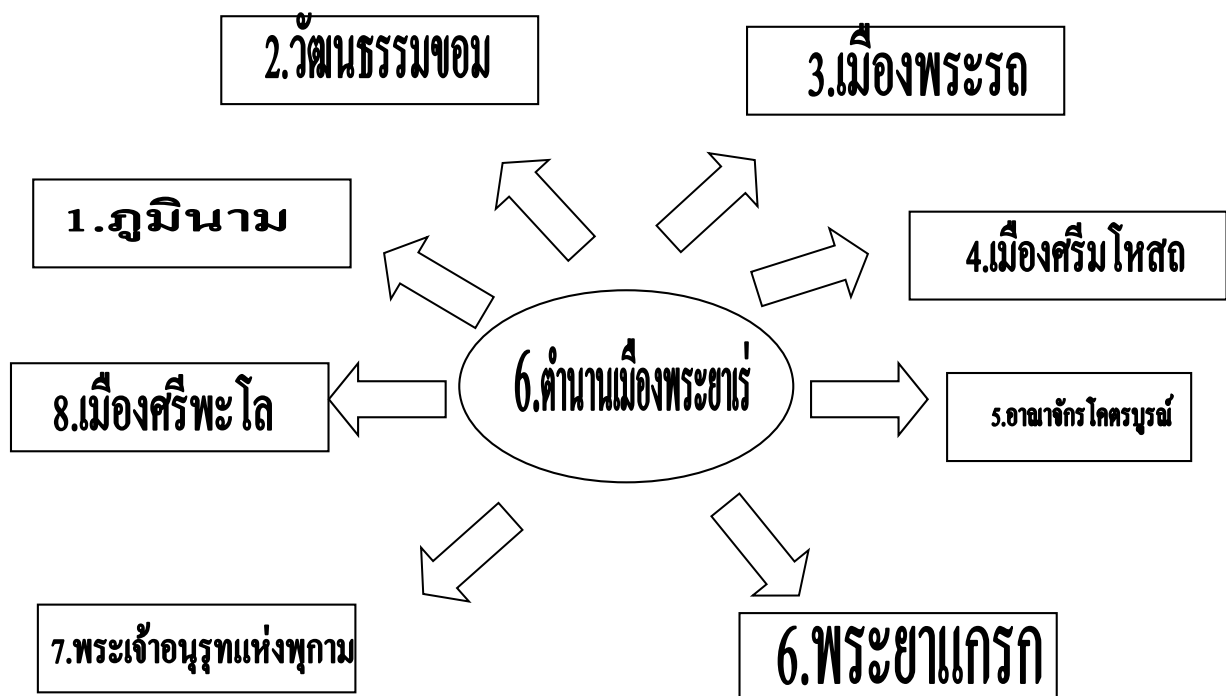 2.วัฒนธรรมขอม
3.เมืองพระรถ
1.ภูมินาม
4.เมืองศรีมโหสถ
6.ตำนานเมืองพระยาเร่
8.เมืองศรีพะโล
5.อาณาจักรโคตรบูรณ์
7.พระเจ้าอนุรุทแห่งพุกาม
6.พระยาแกรก